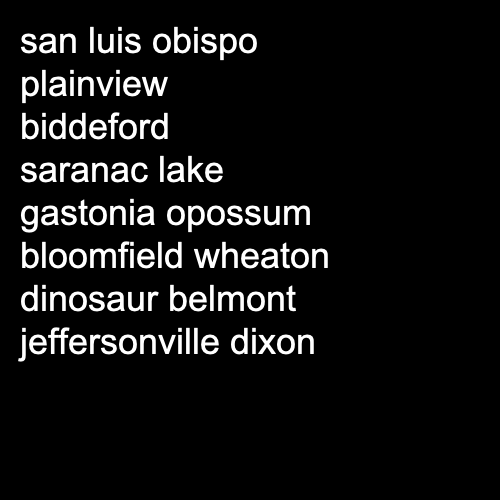 san luis obispo
plainview
biddeford
saranac lake
gastonia opossum
bloomfield wheaton
dinosaur belmont
jeffersonville dixon